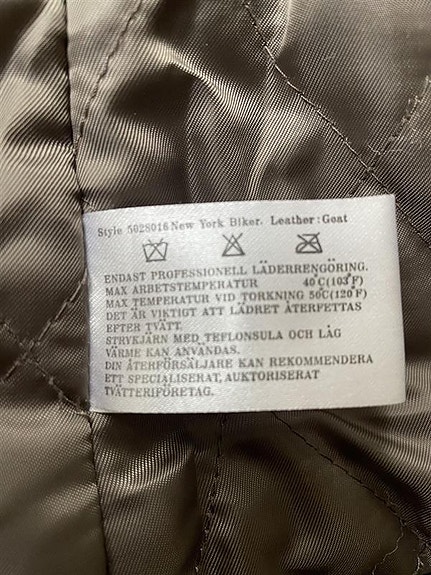 Style 5028016 New York Biker. Leather: Goat
ENDAST PROFESSIONELL LÄDERRENGÖRING.
MAX ARBETSTEMPERATUR 40°C(103°F)
MAX TEMPERATUR VID TORKNING 50C(120°F)
DET ÄR VIKTIGT ATT LÄDRET ÅTERFETTAS
EFTER TVÄTT.
STRYKJÄRN MED TEFLONSULA OCH LÅG
VÄRME KAN ANVÄNDAS.
DIN ÅTERFÖRSÄLJARE KAN REKOMMENDERA
ETT SPECIALISERAT, AUKTORISERAT
TVÄTTERIFÖRETAG.